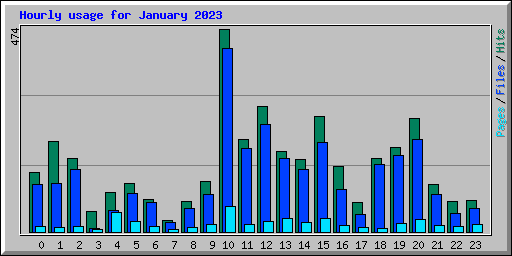 Hourly usage for January 2023
474
Pages/Files/Hits
0 1 2 3 4 5 6 7 8 9 10 11 12 13 14 15 16 17 18 19 20 21 22 23